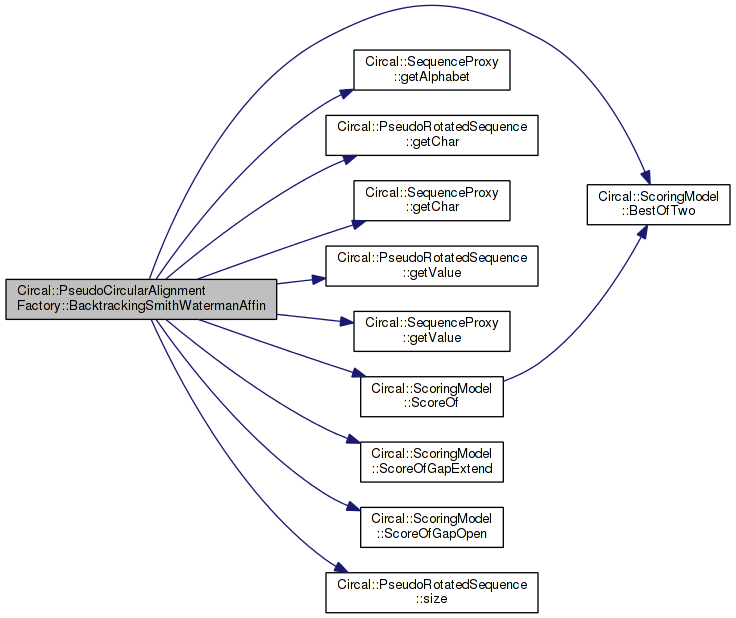 Circal::SequenceProxy
::getAlphabet
Circal::PseudoRotatedSequence
::getChar
Circal::SequenceProxy
::getChar
Circal::ScoringModel
::BestOfTwo
Circal::PseudoRotatedSequence
::getValue
Circal::PseudoCircularAlignment
Factory::BacktrackingSmithWatermanAffin
Circal::SequenceProxy
::getValue
Circal::ScoringModel
::ScoreOf
Circal::ScoringModel
::ScoreOfGapExtend
Circal::ScoringModel
::ScoreOfGapOpen
Circal::PseudoRotatedSequence
::size